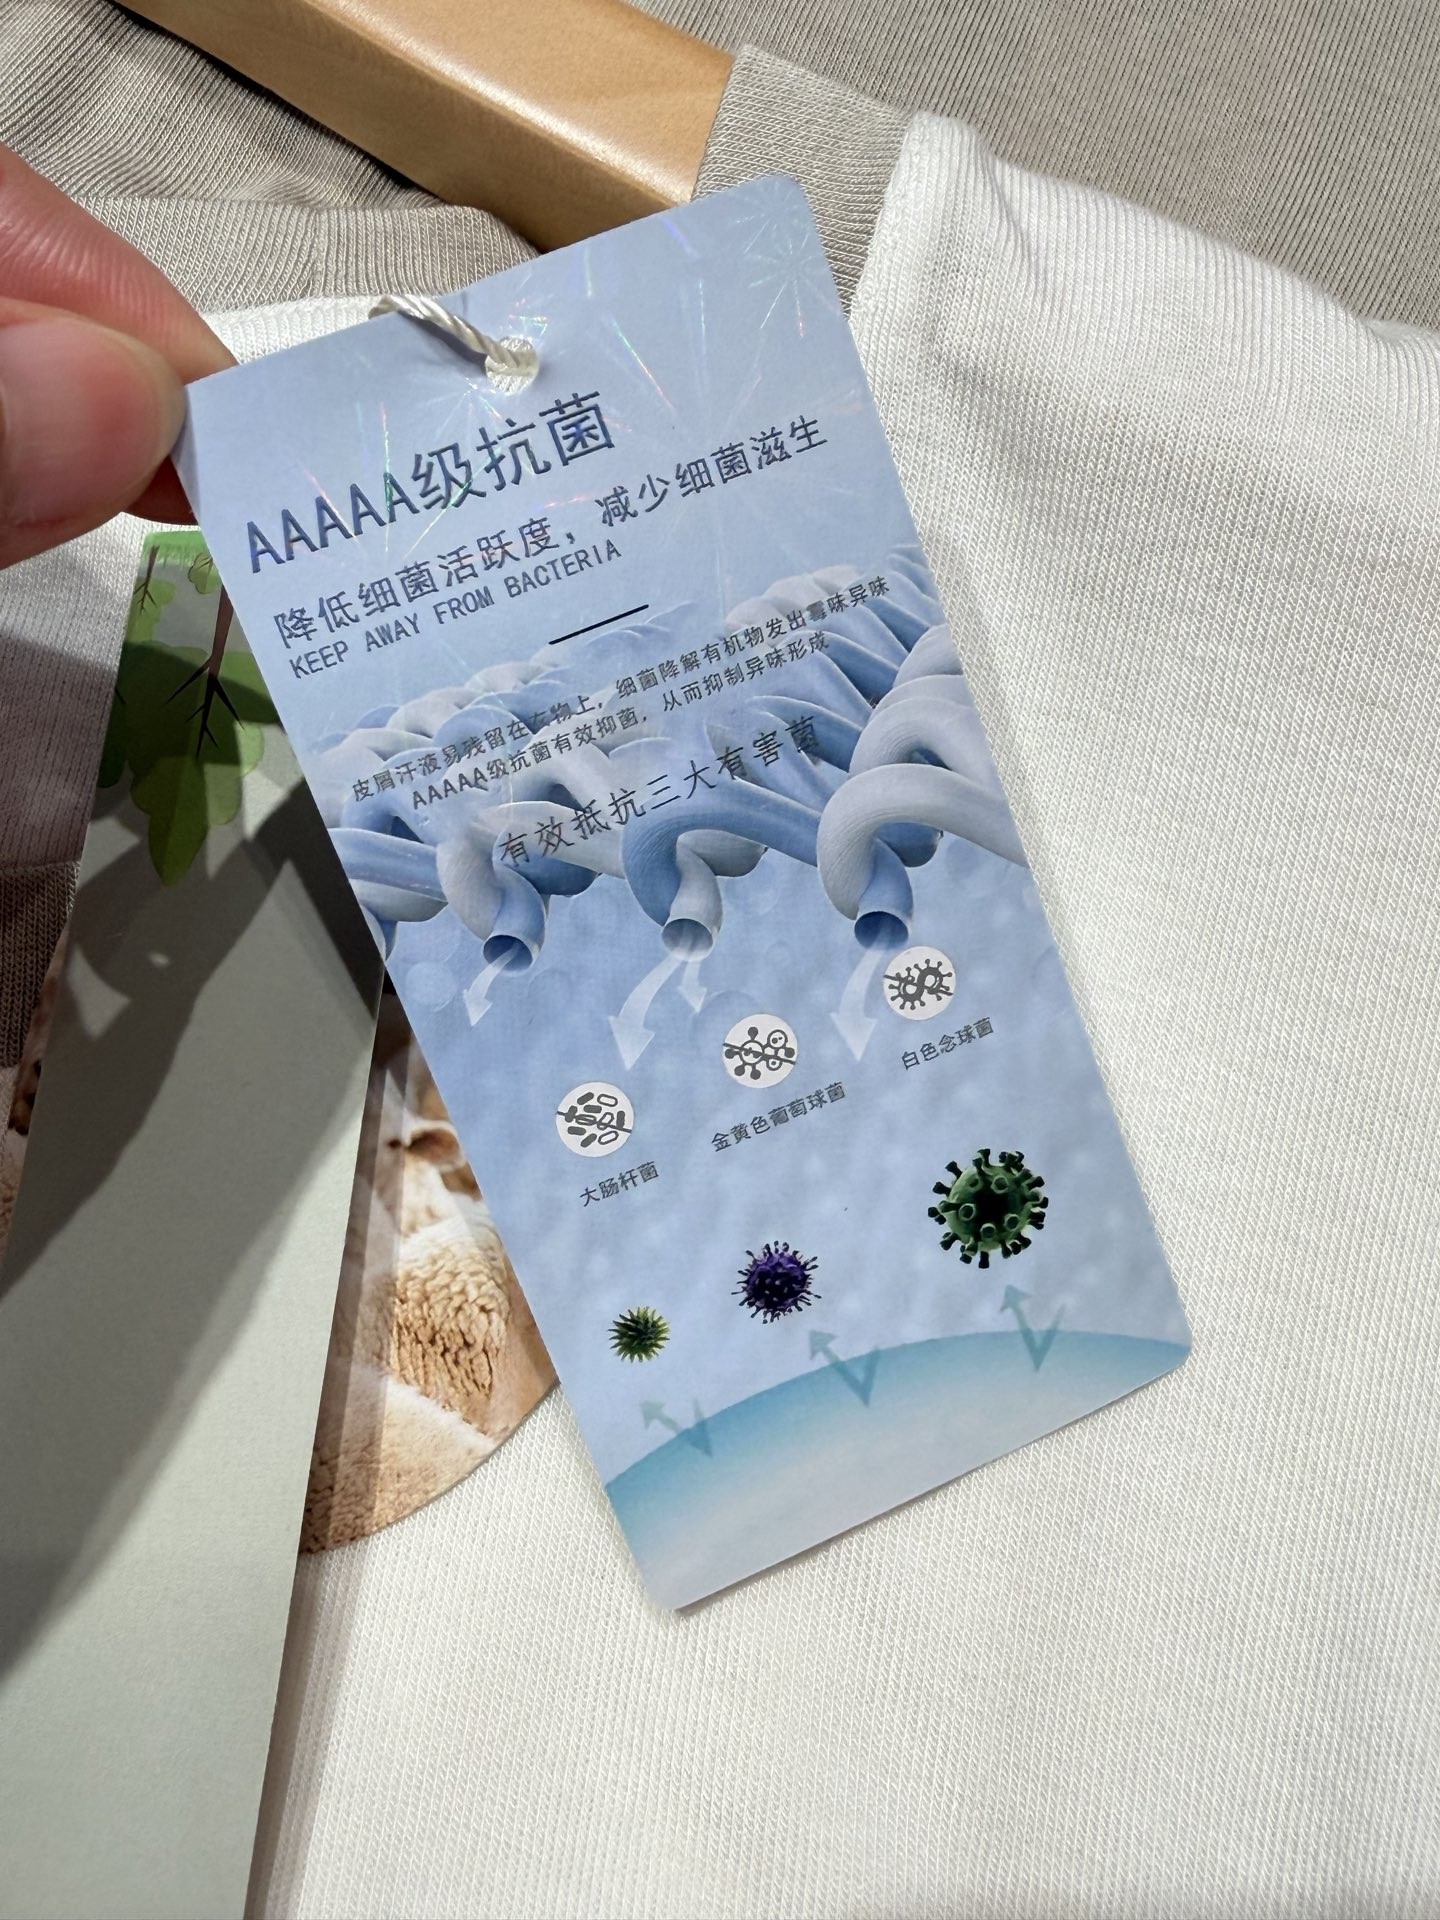 AAAAA级抗菌
降低细菌活跃度，减少细菌滋生
KEEP AWAY FROM BACTERIA
皮屑汗液易残留在衣物上，细菌降解有机物发出霉味异味
AAAAA级抗菌有效抑菌，从而抑制异味形成
有效抵抗三大有害菌
大肠杆菌
金黄色葡萄球菌
白色念球菌